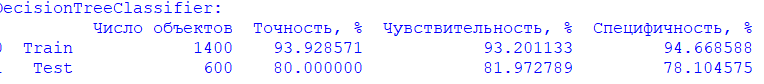 DecisionTreeClassifier:
Число объектов Точность, % Чувствительность, % Специфичность, %
0 Train 1400 93.928571 93.201133 94.668588
1 Test 600 80.000000 81.972789 78.104575